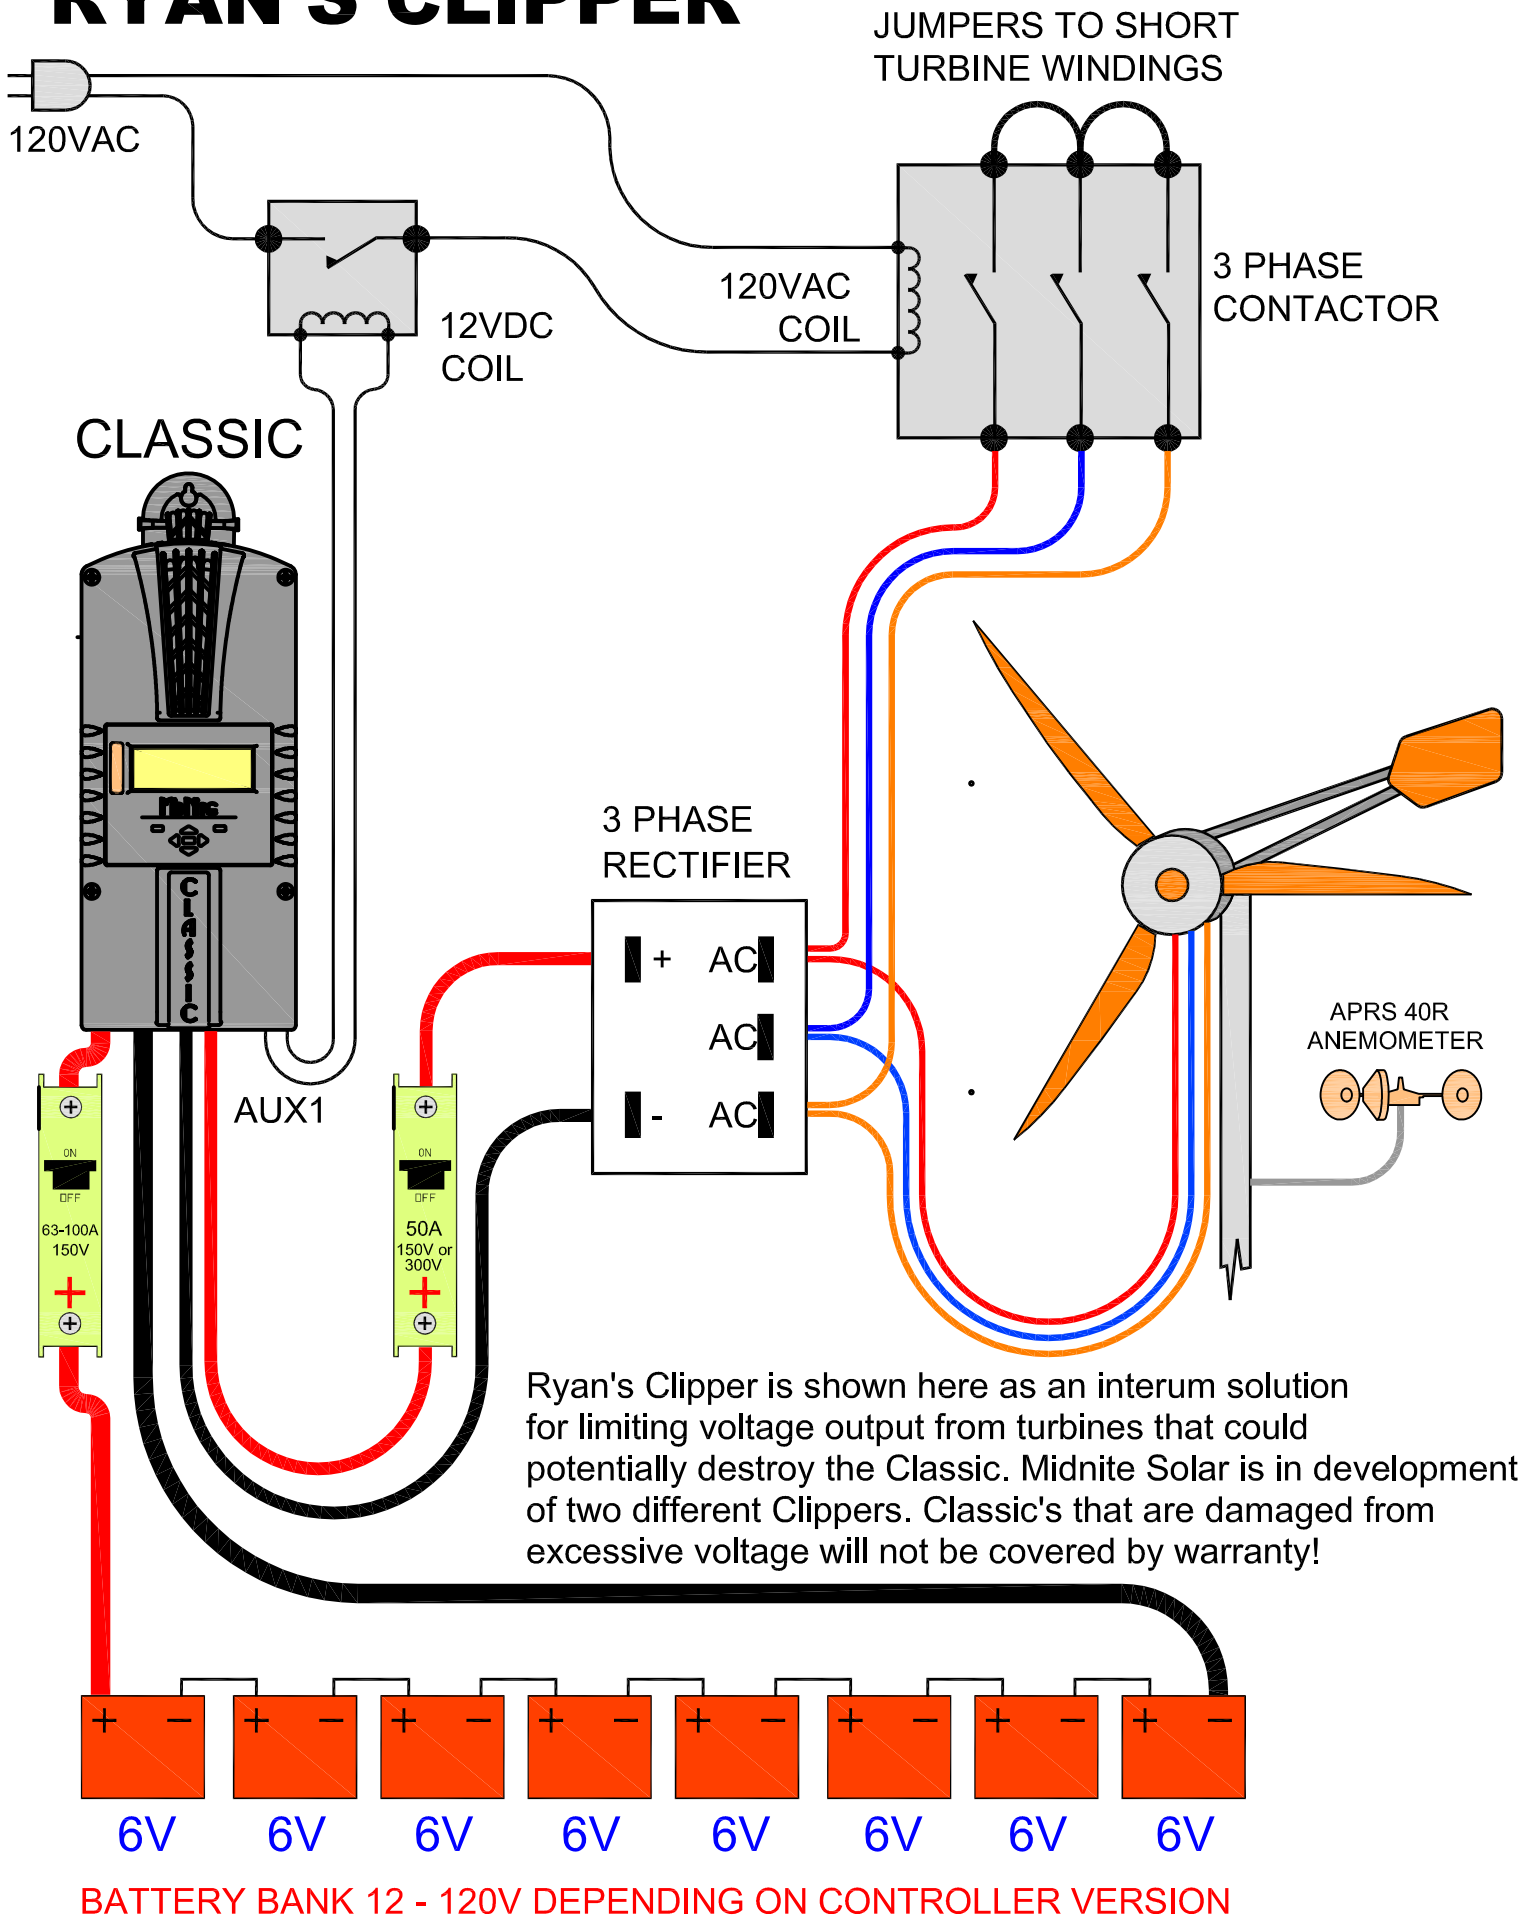 RYAN'S CLIPPER
JUMPERS TO SHORT
TURBINE WINDINGS
120VAC
3 PHASE
CONTACTOR
120VAC
COIL
12VDC
COIL
CLASSIC
3 PHASE
RECTIFIER
+ AC
AC
- AC
CLASSIC
APRS 40R
ANEMOMETER
AUX1
ON
OFF
63-100A
150V
+
ON
OFF
50A
150V or
300V
+
Ryan's Clipper is shown here as an interum solution
for limiting voltage output from turbines that could
potentially destroy the Classic. Midnite Solar is in development
of two different Clippers. Classic's that are damaged from
excessive voltage will not be covered by warranty!
+ − + − + − + − + − + − + − + −
6V 6V 6V 6V 6V 6V 6V 6V
BATTERY BANK 12 - 120V DEPENDING ON CONTROLLER VERSION